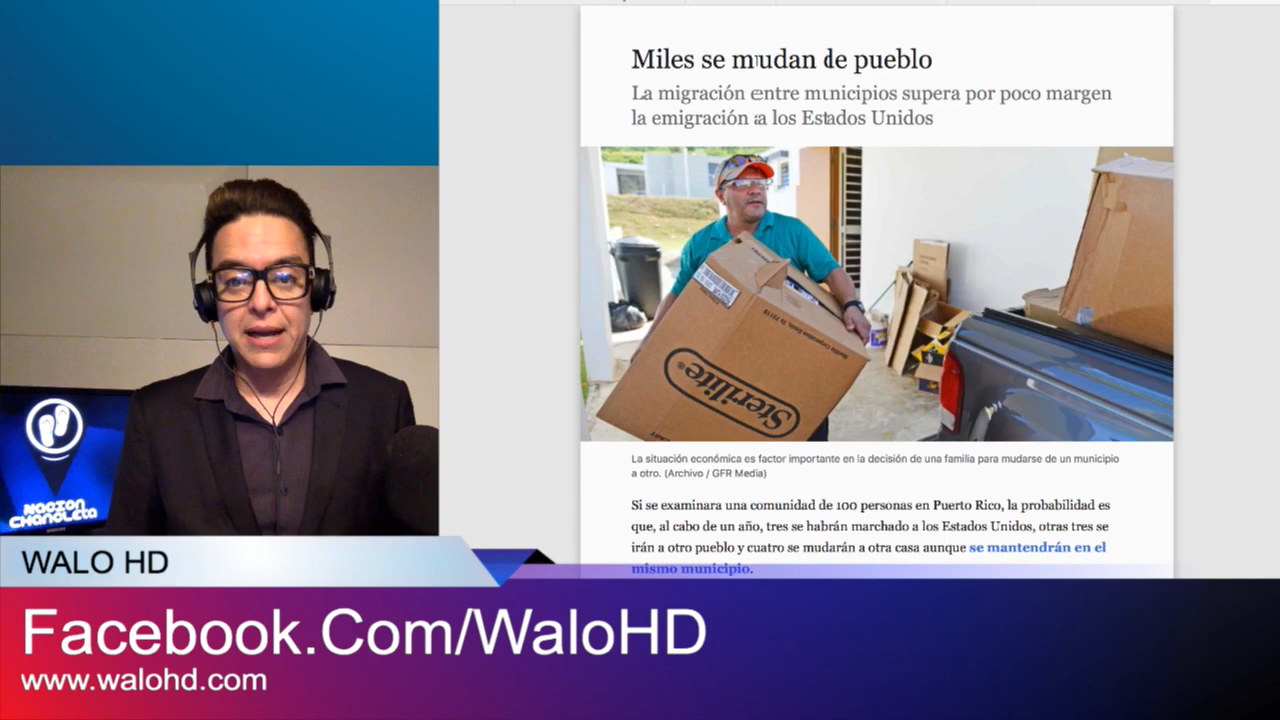 Miles se mudan de pueblo
La migración entre municipios supera por poco margen
la emigración a los Estados Unidos
Sterilite®
La situación económica es factor importante en la decisión de una familia para mudarse de un municipio
a otro. (Archivo / GFR Media)
Si se examinara una comunidad de 100 personas en Puerto Rico, la probabilidad es
que, al cabo de un año, tres se habrán marchado a los Estados Unidos, otras tres se
irán a otro pueblo y cuatro se mudarán a otra casa aunque se mantendrán en el
mismo municipio.
NACION
CHANCLETA
WALO HD
Facebook.Com/WaloHD
www.walohd.com